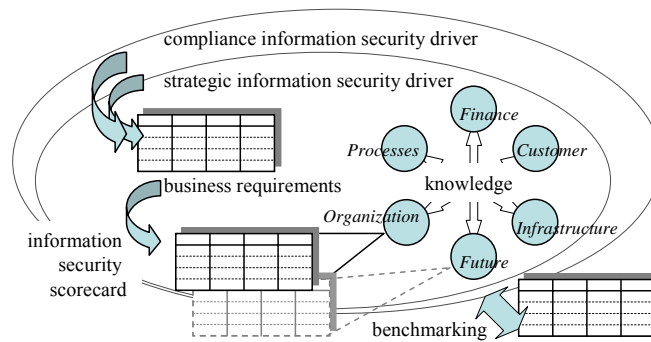 compliance information security driver
strategic information security driver
Finance
Processes
Customer
business requirements
knowledge
Organization
Infrastructure
information
security
scorecard
Future
benchmarking